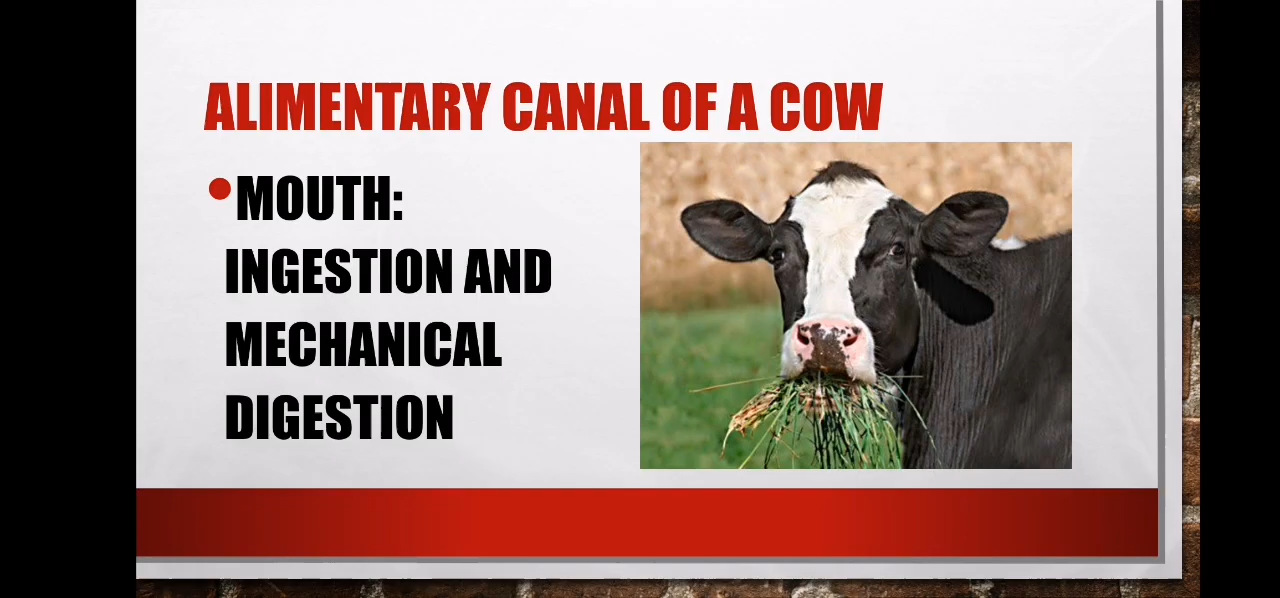 ALIMENTARY CANAL OF A COW
•MOUTH:
INGESTION AND
MECHANICAL
DIGESTION